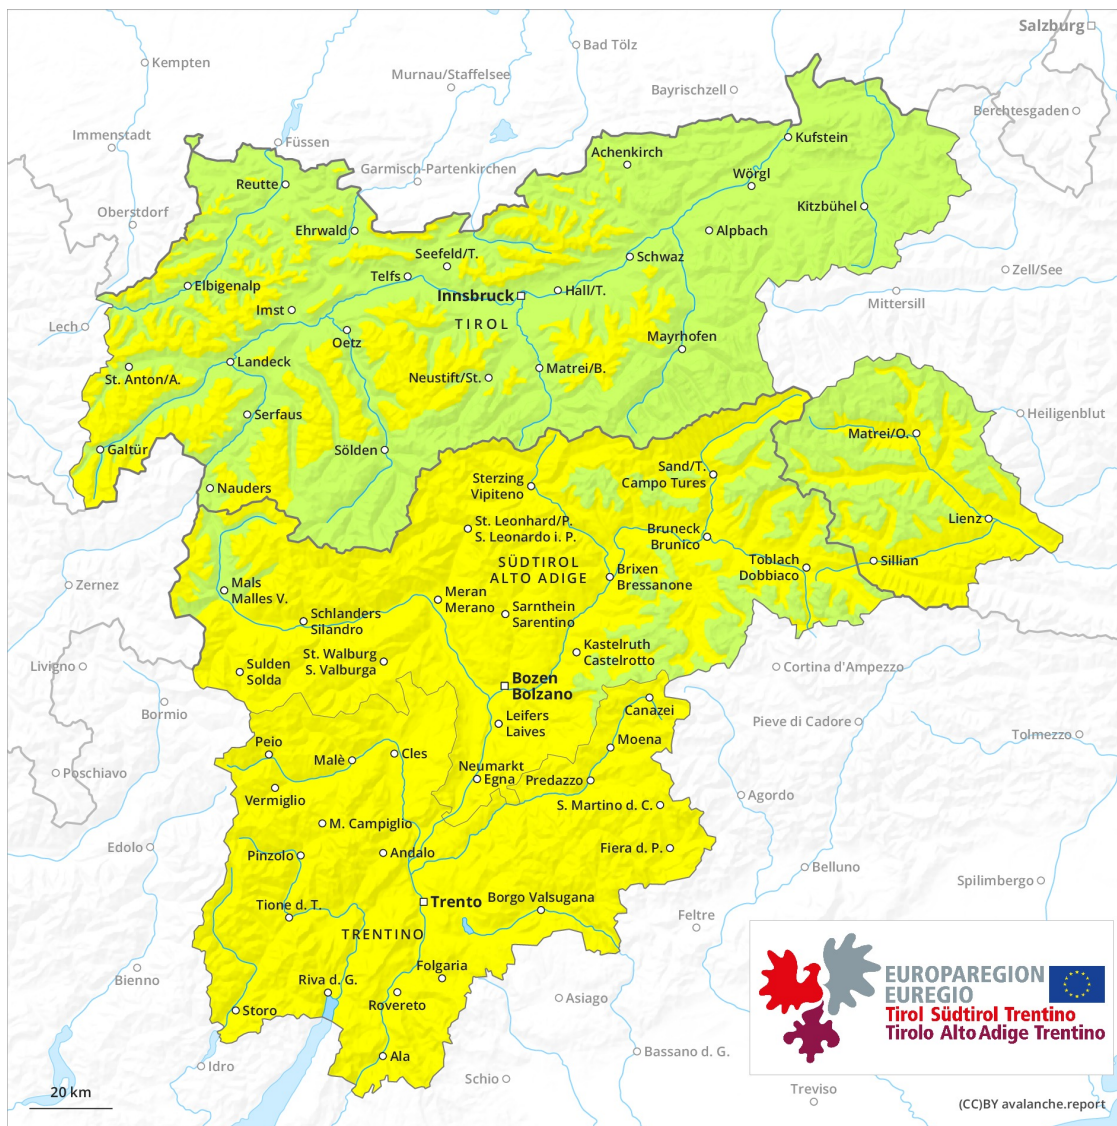 Salzburg
Bad Tölz
Kempten
Murnau/Staffelsee
Bayrischzell
Berchtesgaden
Immenstadt
Füssen
Kufstein
Achenkirch
Garmisch-Partenkirchen
Wörgl
Reutte
Oberstdorf
Kitzbühel
Ehrwald
Alpbach
Seefeld/T.
Schwaz
Telfs
Zell/See
Elbigenalp
Innsbruck
Hall/T.
Mittersill
Imst
TIROL
Lech
Oetz
Mayrhofen
Landeck
Matrei/B.
St. Anton/A.
Neustift/St.
Serfaus
Heiligenblut
Matrei/O.
Galtür
Sölden
Sand/T.
Campo Tures
Sterzing
Vipiteno
Nauders
Lienz
St. Leonhard/P.
S. Leonardo i. P.
Bruneck
Brunico
SÜDTIROL
ALTO ADIGE
Toblach
Dobbiaco
Sillian
Brixen
Bressanone
Zernez
Mals
Malles V.
Meran
Merano
Sarnthein
Sarentino
Schlanders
Silandro
Kastelruth
Castelrotto
St. Walburg
S. Valburga
Livigno
Sulden
Solda
Cortina d'Ampezzo
Bozen
Bolzano
Bormio
Canazei
Leifers
Laives
Pieve di Cadore
Tolmezzo
Moena
Peio
Cles
Malè
Poschiavo
Neumarkt
Egna
Predazzo
Vermiglio
Agordo
S. Martino d. C.
M. Campiglio
Edolo
Pinzolo
Andalo
Fiera d. P.
Belluno
Spilimbergo
Trento
Borgo Valsugana
Tione d. T.
Feltre
TRENTINO
Folgaria
Bienno
Riva d. G.
Rovereto
Asiago
Storo
EUROPAREGION
EUREGIO
Tirol Südtirol Trentino
Tirolo Alto Adige Trentino
Ala
Bassano d. G.
Idro
Schio
Treviso
20 km
(CC)BY avalanche.report